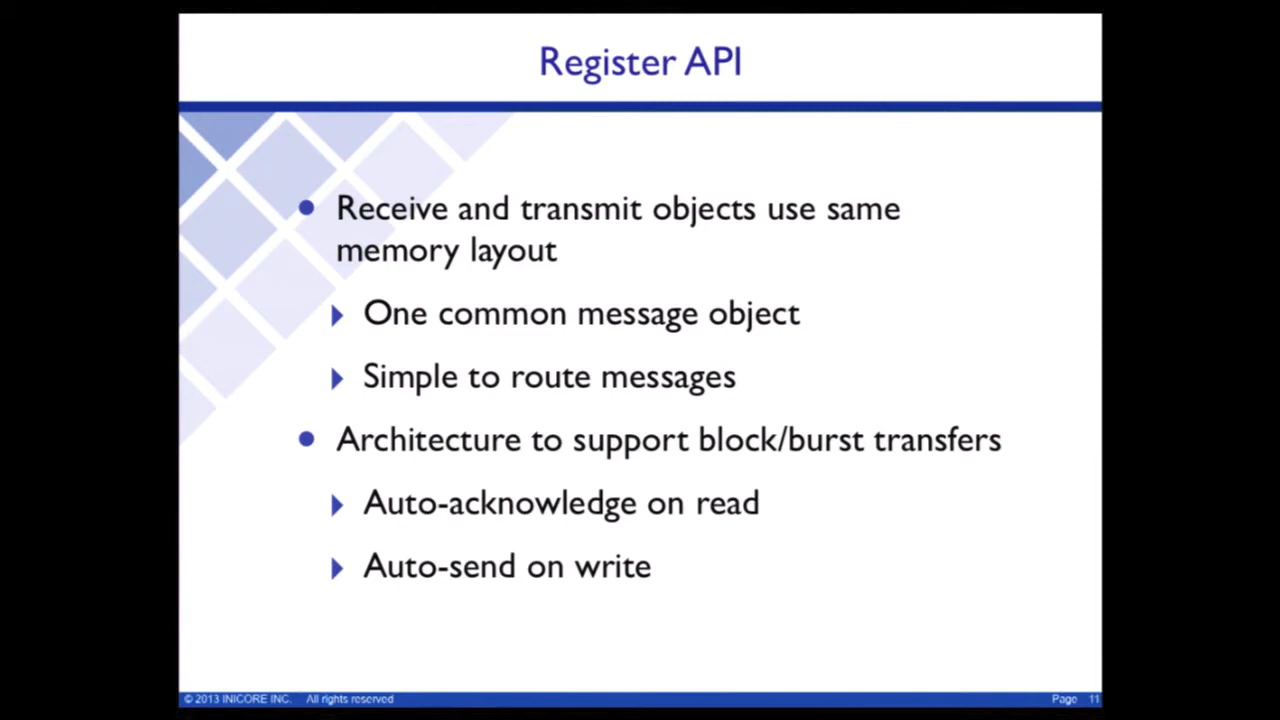 Register API
Receive and transmit objects use same
memory layout
One common message object
Simple to route messages
Architecture to support block/burst transfers
Auto-acknowledge on read
Auto-send on write
© 2013 INICORE INC. All rights reserved
Page 11